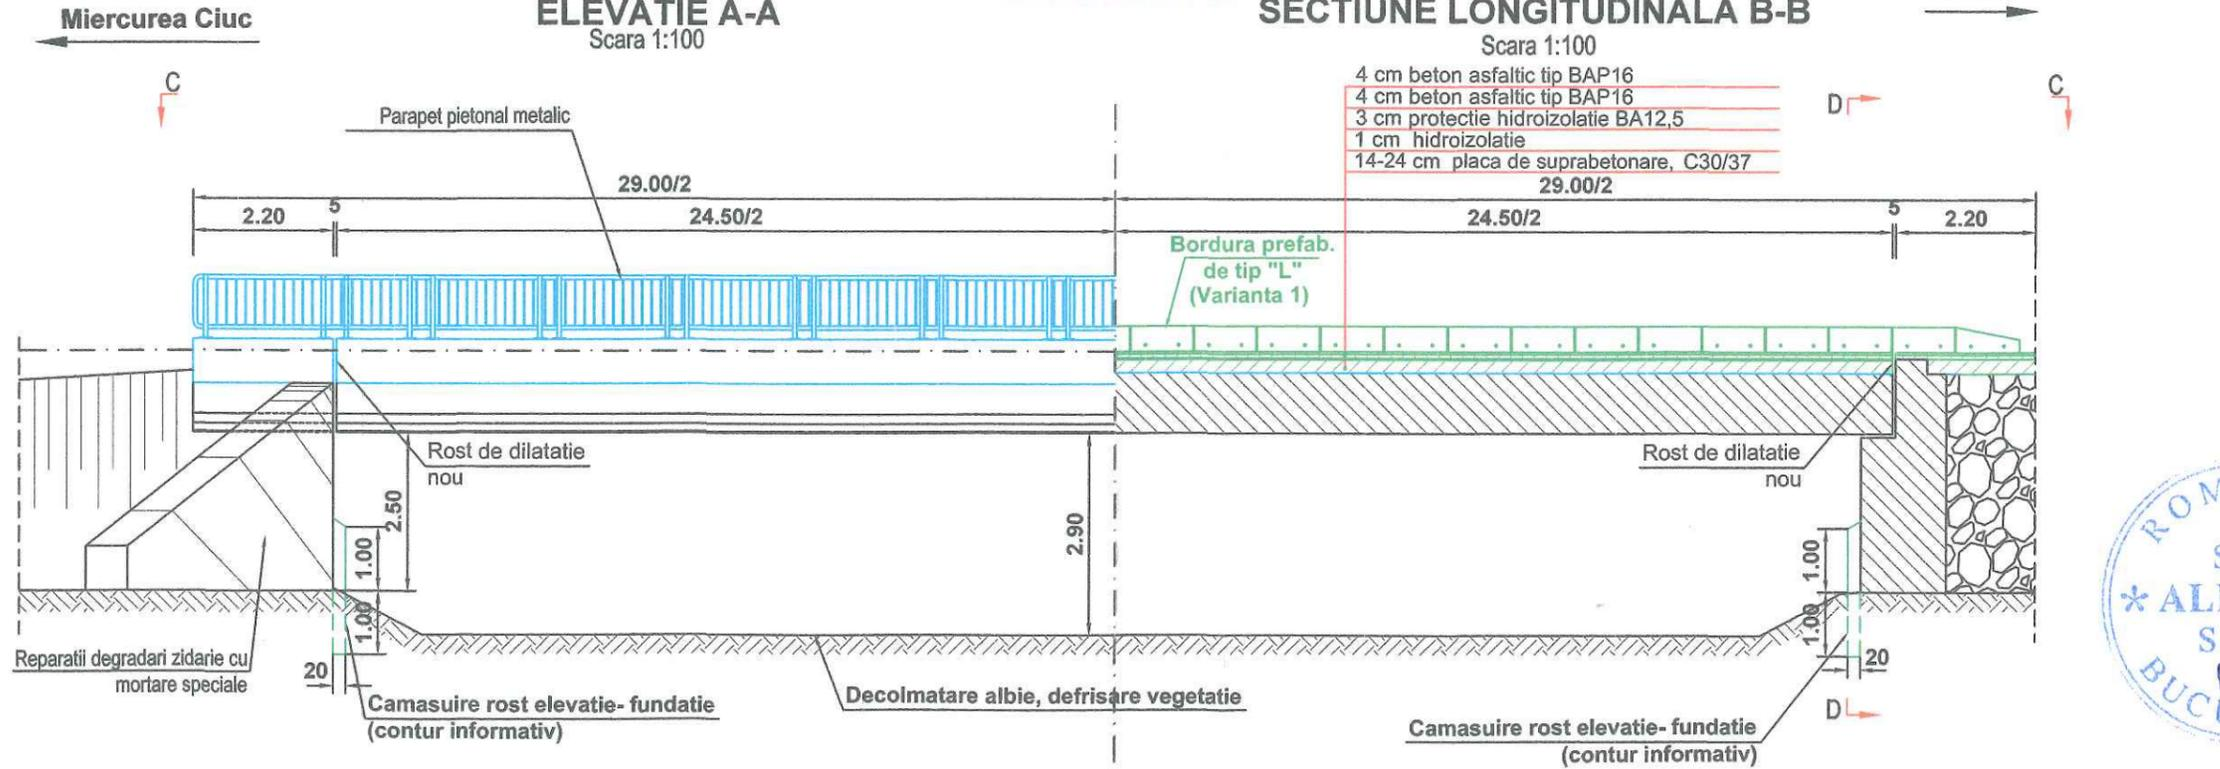 Miercurea Ciuc
ELEVATIE A-A
Scara 1:100
SECTIUNE LONGITUDINALA B-B
Scara 1:100
C
Parapet pietonal metalic
4 cm beton asfaltic tip BAP16
4 cm beton asfaltic tip BAP16
3 cm protectie hidroizolatie BA12,5
1 cm hidroizolatie
14-24 cm placa de suprabetonare, C30/37
D
C
29.00/2
29.00/2
2.20
5
24.50/2
24.50/2
5
2.20
Bordura prefab.
de tip "L"
(Varianta 1)
Rost de dilatatie
nou
Rost de dilatatie
nou
2.50
1.00
1.00
2.90
1.00
1.00
Reparatii degradari zidarie cu
mortare speciale
20
20
Camasuire rost elevatie- fundatie
(contur informativ)
Decolmatare albie, defrisare vegetatie
Camasuire rost elevatie- fundatie
(contur informativ)
D